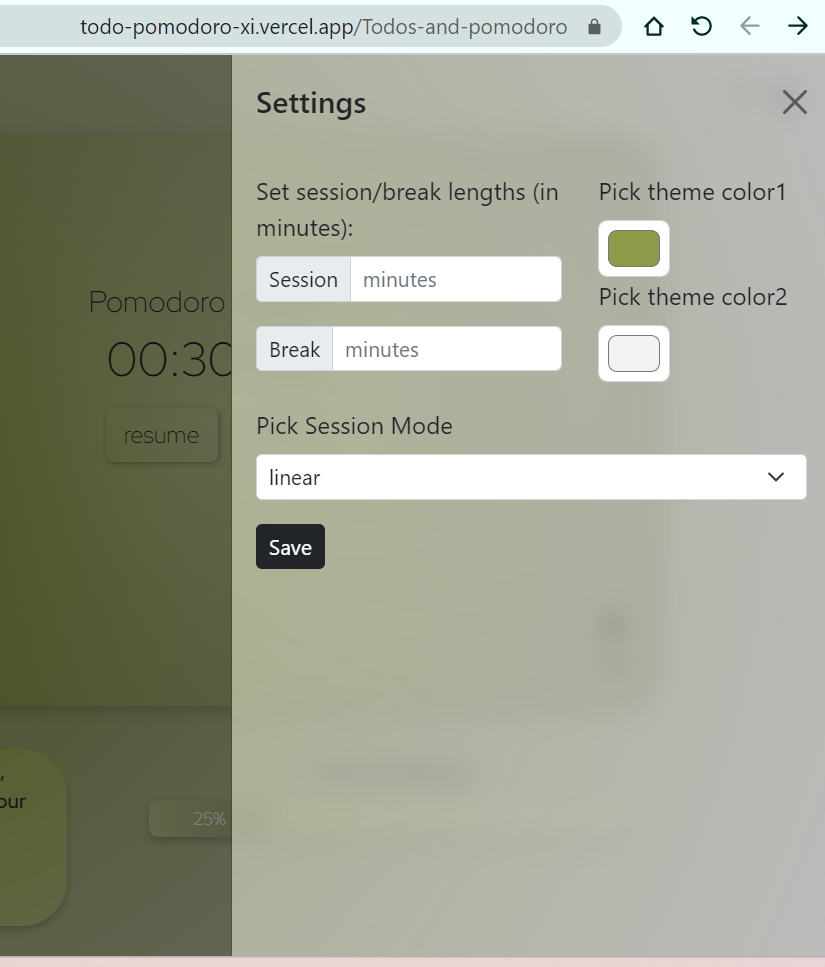 todo-pomodoro-xi.vercel.app/Todos-and-pomodoro
Settings
Set session/break lengths (in
minutes):
Session minutes
Break minutes
Pick theme color1
Pick theme color2
Pick Session Mode
linear
Save
Pomodoro
00:30
resume
our
25%